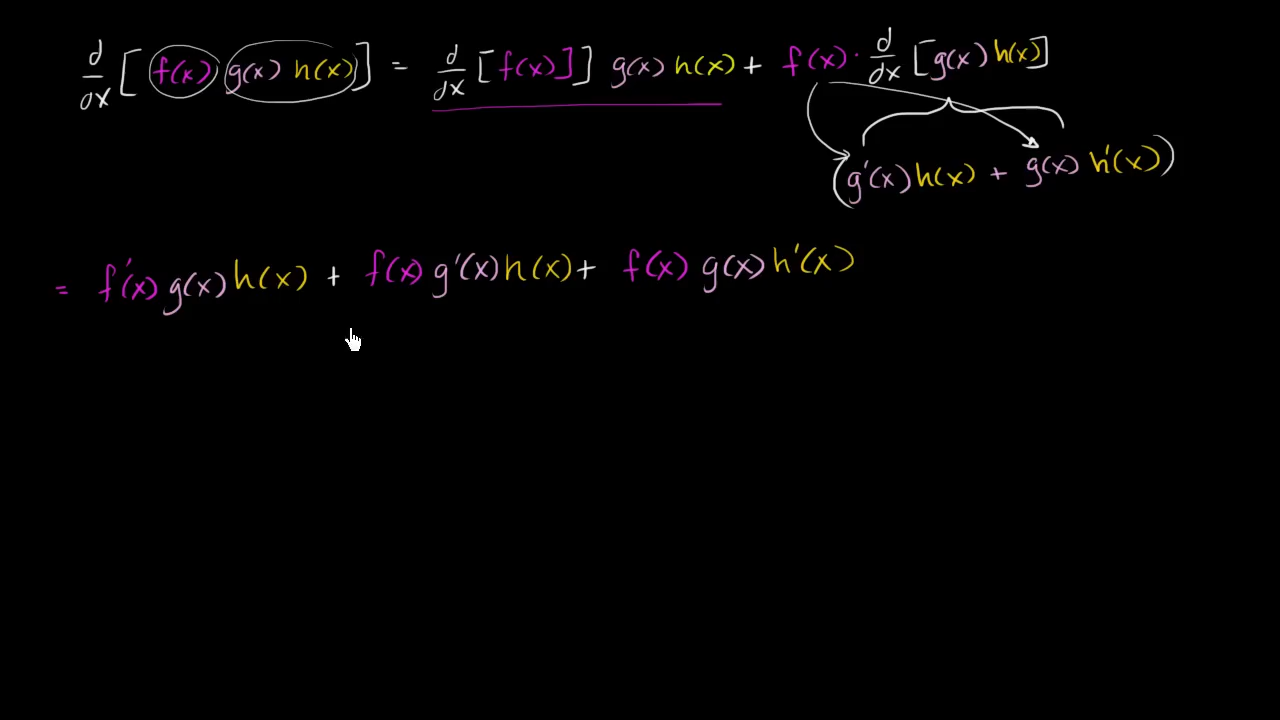 d/dx [f(x) g(x) h(x)] = d/dx [f(x)]] g(x) h(x) + f(x) · d/dx [g(x) h(x)]
(g'(x) h(x) + g(x) h'(x))
= f'(x) g(x) h(x) + f(x) g'(x) h(x) + f(x) g(x) h'(x)